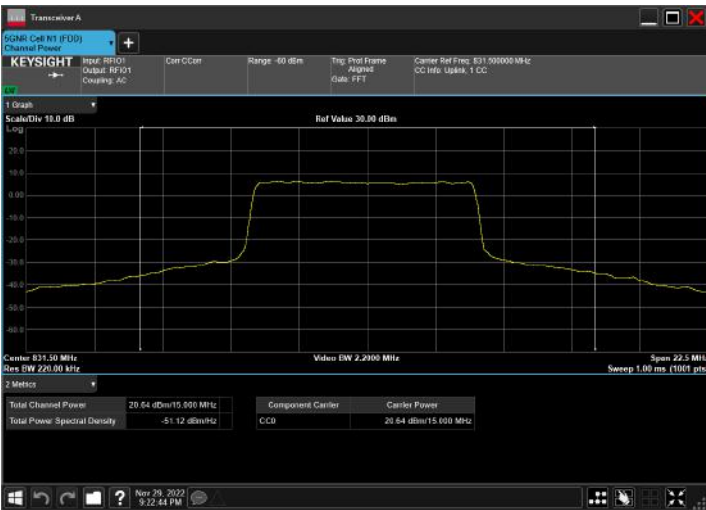 Transceiver A
5GNR Cell N1 (FDD)
Channel Power
KEYSIGHT
Input: RFIO1
Output: RFIO1
Coupling: AC
Corr CCorr
Range: -60 dBm
Trig: Prot Frame
Aligned
Gate: FFT
Carrier Ref Freq: 831.500000 MHz
CC Info: Uplink, 1 CC
1 Graph
Scale/Div 10.0 dB
Ref Value 30.00 dBm
Log
20.0
10.0
0.00
-10.0
-20.0
-30.0
-40.0
-50.0
-60.0
Center 831.50 MHz
Video BW 2.2000 MHz
Span 22.5 MHz
Res BW 220.00 kHz
Sweep 1.00 ms (1001 pts
2 Metrics
Total Channel Power 20.64 dBm/15.000 MHz
Total Power Spectral Density -51.12 dBm/Hz
Component Carrier Carrier Power
CC0 20.64 dBm/15.000 MHz
?
Nov 29, 2022
9:22:44 PM